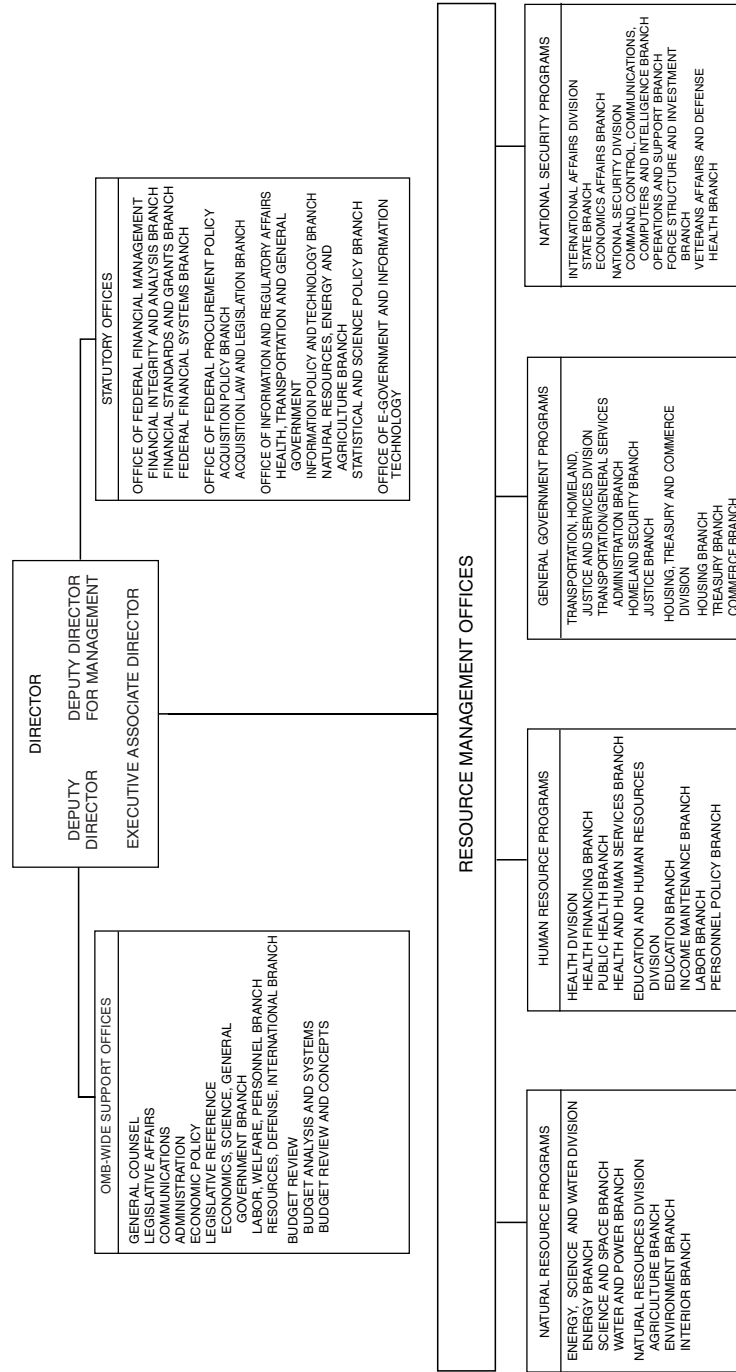 DIRECTOR
DEPUTY
DIRECTOR
DEPUTY DIRECTOR
FOR MANAGEMENT
EXECUTIVE ASSOCIATE DIRECTOR
OMB-WIDE SUPPORT OFFICES
GENERAL COUNSEL
LEGISLATIVE AFFAIRS
COMMUNICATIONS
ADMINISTRATION
ECONOMIC POLICY
LEGISLATIVE REFERENCE
ECONOMICS, SCIENCE, GENERAL
GOVERNMENT BRANCH
LABOR, WELFARE, PERSONNEL BRANCH
RESOURCES, DEFENSE, INTERNATIONAL BRANCH
BUDGET REVIEW
BUDGET ANALYSIS AND SYSTEMS
BUDGET REVIEW AND CONCEPTS
STATUTORY OFFICES
OFFICE OF FEDERAL FINANCIAL MANAGEMENT
FINANCIAL INTEGRITY AND ANALYSIS BRANCH
FINANCIAL STANDARDS AND GRANTS BRANCH
FEDERAL FINANCIAL SYSTEMS BRANCH
OFFICE OF FEDERAL PROCUREMENT POLICY
ACQUISITION POLICY BRANCH
ACQUISITION LAW AND LEGISLATION BRANCH
OFFICE OF INFORMATION AND REGULATORY AFFAIRS
HEALTH, TRANSPORTATION AND GENERAL
GOVERNMENT
INFORMATION POLICY AND TECHNOLOGY BRANCH
NATURAL RESOURCES, ENERGY AND
AGRICULTURE BRANCH
STATISTICAL AND SCIENCE POLICY BRANCH
OFFICE OF E-GOVERNMENT AND INFORMATION
TECHNOLOGY
RESOURCE MANAGEMENT OFFICES
NATURAL RESOURCE PROGRAMS
ENERGY, SCIENCE AND WATER DIVISION
ENERGY BRANCH
SCIENCE AND SPACE BRANCH
WATER AND POWER BRANCH
NATURAL RESOURCES DIVISION
AGRICULTURE BRANCH
ENVIRONMENT BRANCH
INTERIOR BRANCH
HUMAN RESOURCE PROGRAMS
HEALTH DIVISION
HEALTH FINANCING BRANCH
PUBLIC HEALTH BRANCH
HEALTH AND HUMAN SERVICES BRANCH
EDUCATION AND HUMAN RESOURCES
DIVISION
EDUCATION BRANCH
INCOME MAINTENANCE BRANCH
LABOR BRANCH
PERSONNEL POLICY BRANCH
GENERAL GOVERNMENT PROGRAMS
TRANSPORTATION, HOMELAND,
JUSTICE AND SERVICES DIVISION
TRANSPORTATION/GENERAL SERVICES
ADMINISTRATION BRANCH
HOMELAND SECURITY BRANCH
JUSTICE BRANCH
HOUSING, TREASURY AND COMMERCE
DIVISION
HOUSING BRANCH
TREASURY BRANCH
COMMERCE BRANCH
NATIONAL SECURITY PROGRAMS
INTERNATIONAL AFFAIRS DIVISION
STATE BRANCH
ECONOMICS AFFAIRS BRANCH
NATIONAL SECURITY DIVISION
COMMAND, CONTROL, COMMUNICATIONS,
COMPUTERS AND INTELLIGENCE BRANCH
OPERATIONS AND SUPPORT BRANCH
FORCE STRUCTURE AND INVESTMENT
BRANCH
VETERANS AFFAIRS AND DEFENSE
HEALTH BRANCH